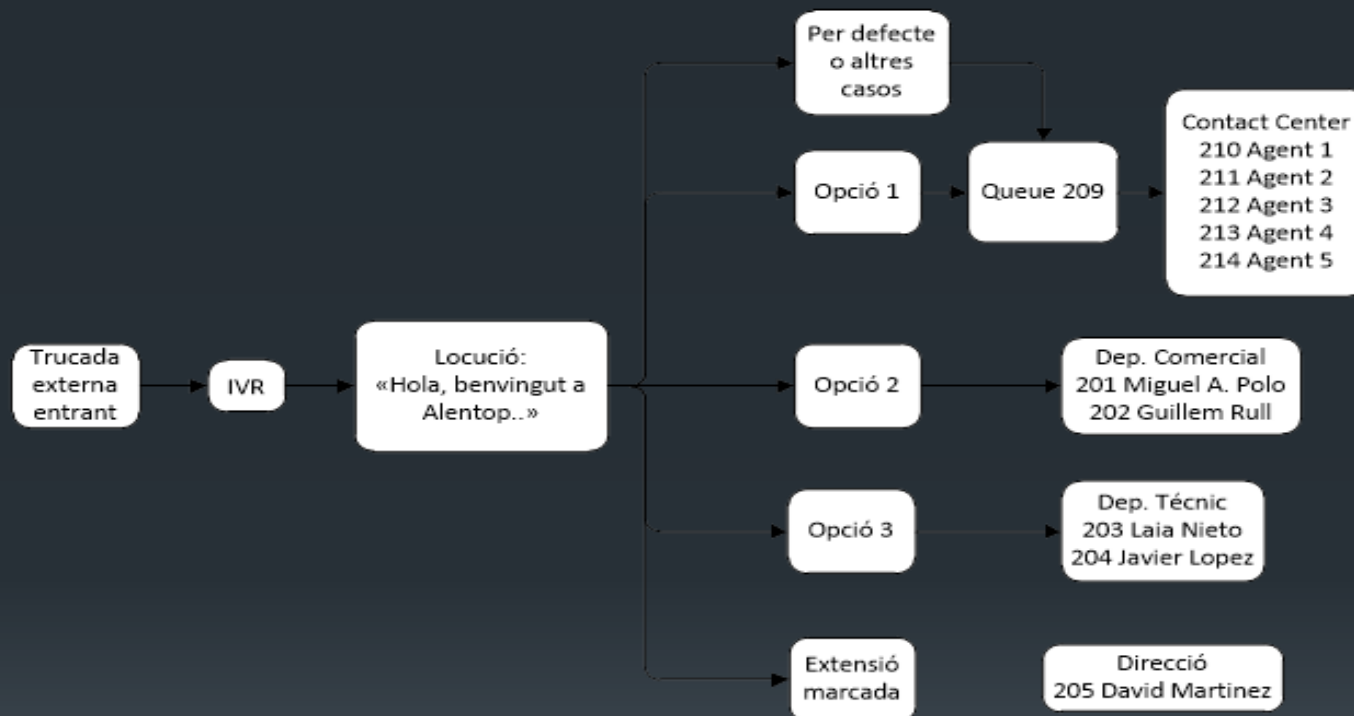 Per defecte
o altres
casos
Contact Center
210 Agent 1
211 Agent 2
212 Agent 3
213 Agent 4
214 Agent 5
Opció 1
Queue 209
Trucada
externa
entrant
IVR
Locució:
«Hola, benvingut a
Alentop..»
Opció 2
Dep. Comercial
201 Miguel A. Polo
202 Guillem Rull
Opció 3
Dep. Técnic
203 Laia Nieto
204 Javier Lopez
Extensió
marcada
Direcció
205 David Martinez